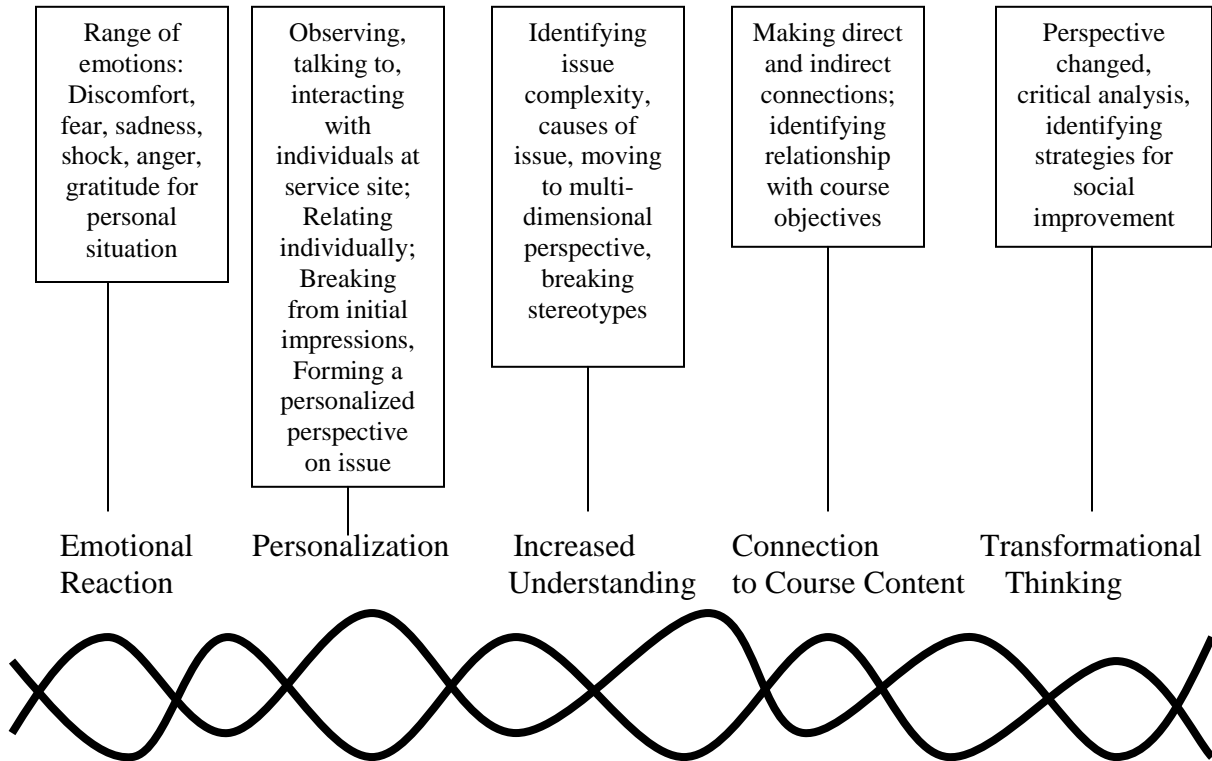 Range of
emotions:
Discomfort,
fear, sadness,
shock, anger,
gratitude for
personal
situation
Observing,
talking to,
interacting
with
individuals at
service site;
Relating
individually;
Breaking
from initial
impressions,
Forming a
personalized
perspective
on issue
Identifying
issue
complexity,
causes of
issue, moving
to multi-
dimensional
perspective,
breaking
stereotypes
Making direct
and indirect
connections;
identifying
relationship
with course
objectives
Perspective
changed,
critical analysis,
identifying
strategies for
social
improvement
Emotional
Reaction
Personalization
Increased
Understanding
Connection
to Course Content
Transformational
Thinking